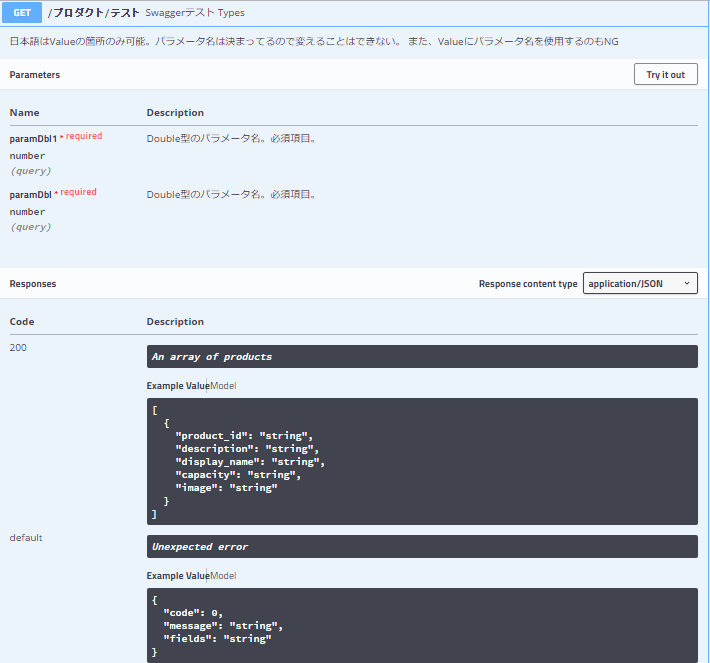 GET /プロダクト/テスト Swaggerテスト Types
日本語はValueの箇所のみ可能。パラメータ名は決まってるので変えることはできない。 また、Valueにパラメータ名を使用するのもNG
Parameters Try it out
Name Description
paramDbl1 * required Double型のパラメータ名。必須項目。
number
(query)
paramDbl * required Double型のパラメータ名。必須項目。
number
(query)
Responses Response content type application/JSON
Code Description
200 An array of products
Example Value Model
[
  {
    "product_id": "string",
    "description": "string",
    "display_name": "string",
    "capacity": "string",
    "image": "string"
  }
]
default Unexpected error
Example Value Model
{
  "code": 0,
  "message": "string",
  "fields": "string"
}